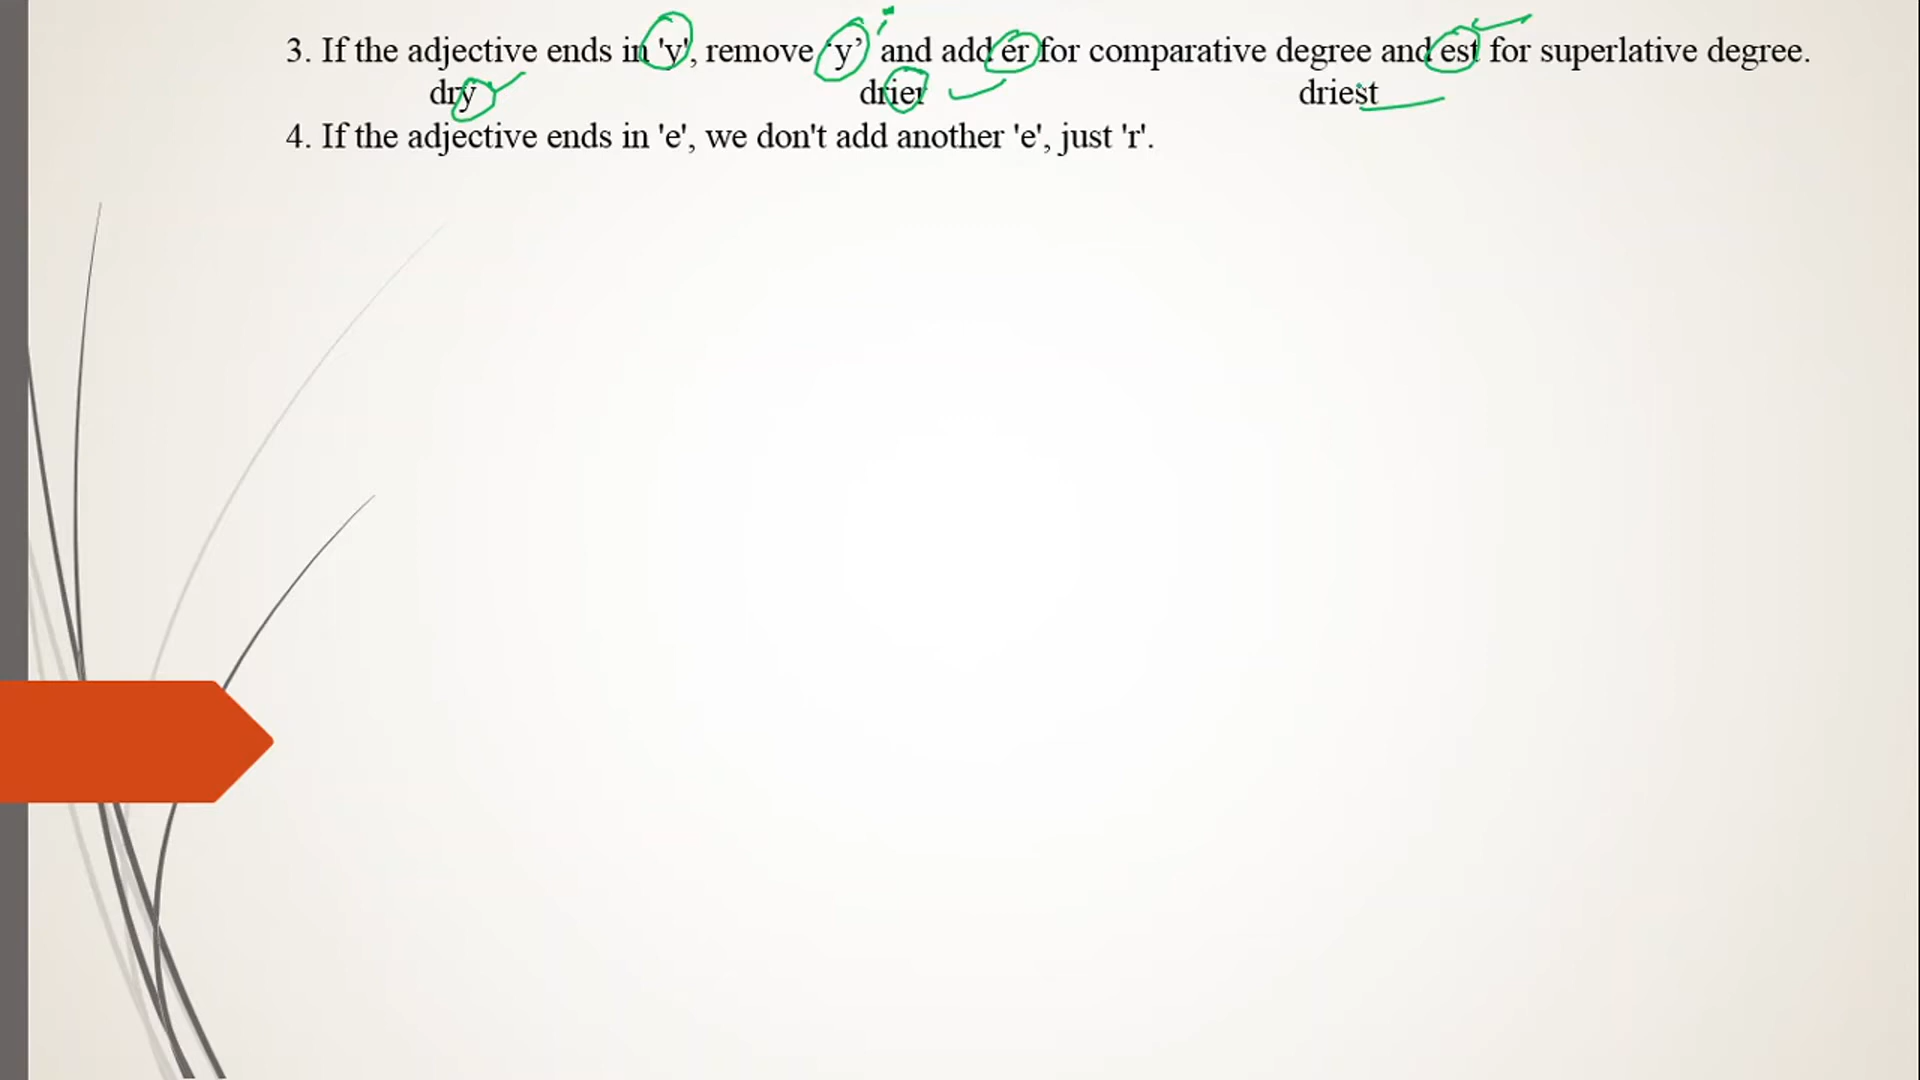 3. If the adjective ends in 'y', remove ‘y’ and add er for comparative degree and est for superlative degree.
dry drier driest
4. If the adjective ends in 'e', we don't add another 'e', just 'r'.